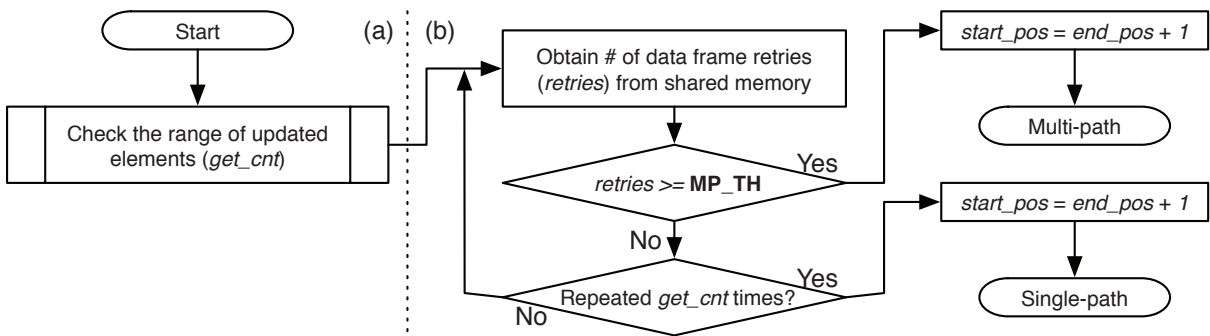 Start
(a)
Check the range of updated
elements (get_cnt)
(b)
Obtain # of data frame retries
(retries) from shared memory
retries >= MP_TH
Yes
No
Repeated get_cnt times?
Yes
No
start_pos = end_pos + 1
Multi-path
start_pos = end_pos + 1
Single-path